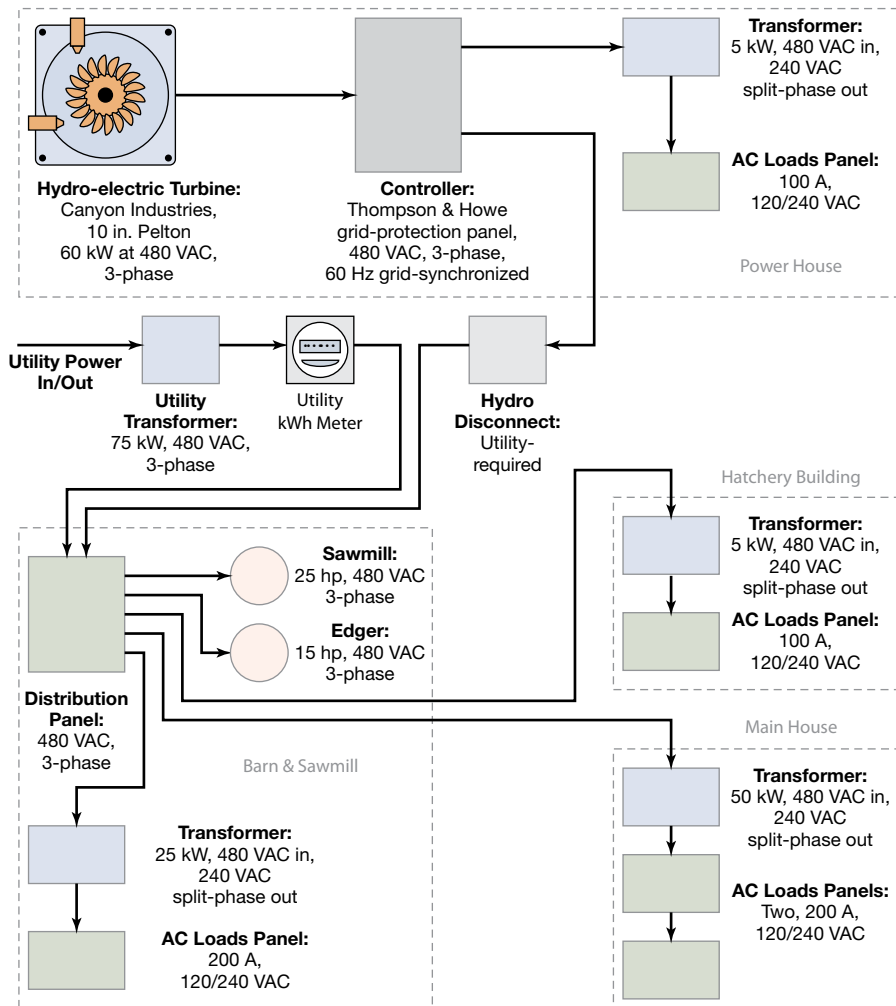 Hydro-electric Turbine:
Canyon Industries,
10 in. Pelton
60 kW at 480 VAC,
3-phase
Controller:
Thompson & Howe
grid-protection panel,
480 VAC, 3-phase,
60 Hz grid-synchronized
Transformer:
5 kW, 480 VAC in,
240 VAC
split-phase out
AC Loads Panel:
100 A,
120/240 VAC
Power House
Utility Power
In/Out
Utility
Transformer:
75 kW, 480 VAC,
3-phase
Utility
kWh Meter
Hydro
Disconnect:
Utility-
required
Hatchery Building
Transformer:
5 kW, 480 VAC in,
240 VAC
split-phase out
AC Loads Panel:
100 A,
120/240 VAC
Sawmill:
25 hp, 480 VAC
3-phase
Edger:
15 hp, 480 VAC
3-phase
Distribution
Panel:
480 VAC,
3-phase
Barn & Sawmill
Transformer:
25 kW, 480 VAC in,
240 VAC
split-phase out
AC Loads Panel:
200 A,
120/240 VAC
Main House
Transformer:
50 kW, 480 VAC in,
240 VAC
split-phase out
AC Loads Panels:
Two, 200 A,
120/240 VAC